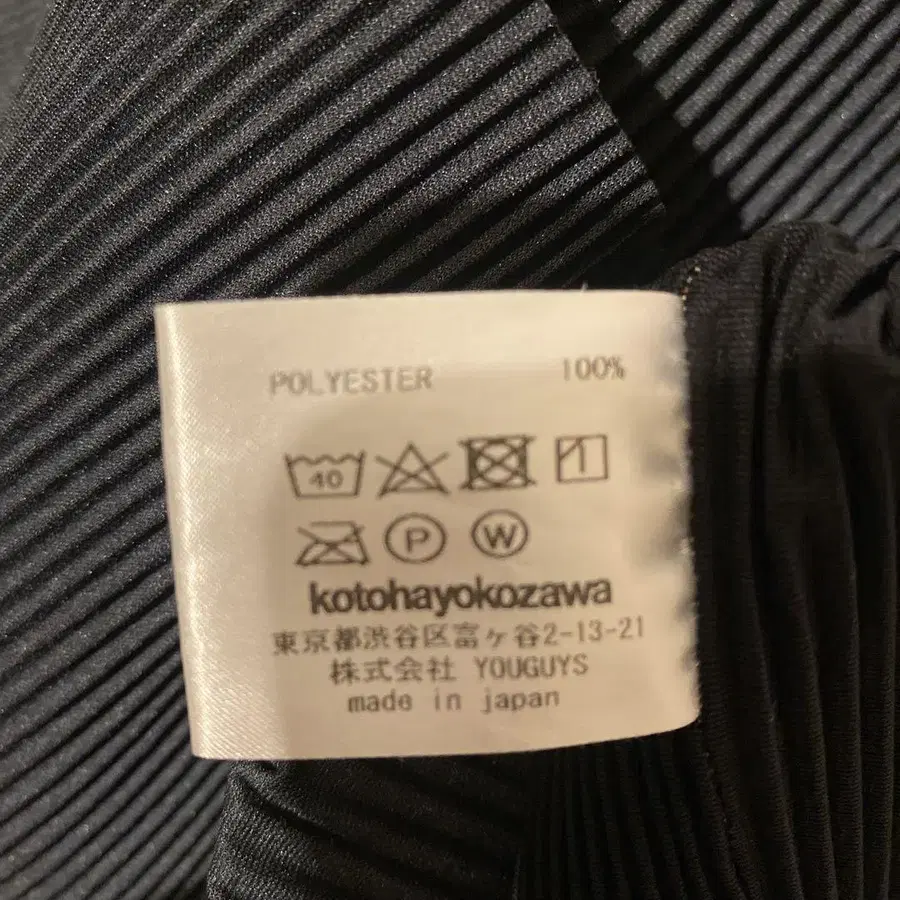 POLYESTER 100%
40
P W
kotohayokozawa
東京都渋谷区富ヶ谷2-13-21
株式会社 YOUGUYS
made in japan